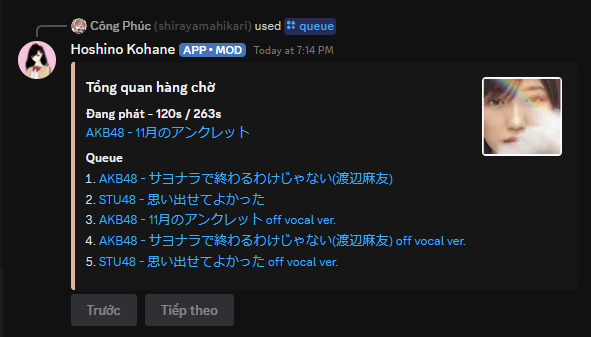 Công Phúc (shirayamahikari) used queue
Hoshino Kohane APP • MOD Today at 7:14 PM
Tổng quan hàng chờ
Đang phát - 120s / 263s
AKB48 - 11月のアンクレット
Queue
1. AKB48 - サヨナラで終わるわけじゃない(渡辺麻友)
2. STU48 - 思い出せてよかった
3. AKB48 - 11月のアンクレット off vocal ver.
4. AKB48 - サヨナラで終わるわけじゃない(渡辺麻友) off vocal ver.
5. STU48 - 思い出せてよかった off vocal ver.
Trước Tiếp theo